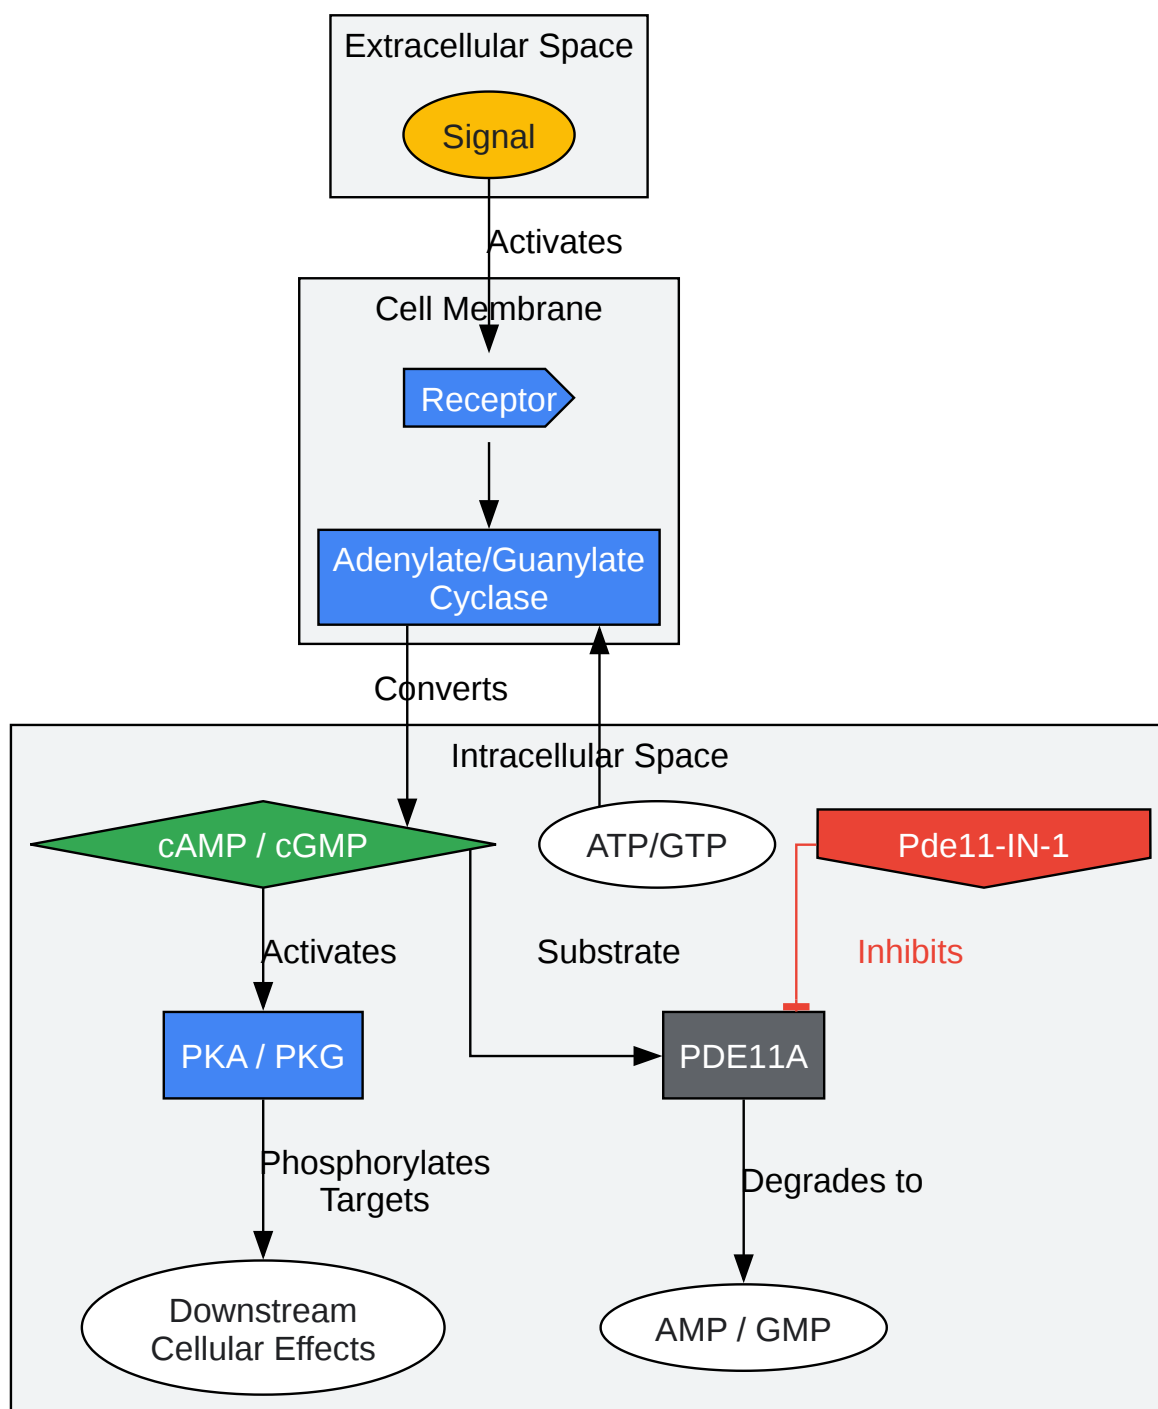 Extracellular Space
Signal
Activates
Cell Membrane
Receptor
Adenylate/Guanylate
Cyclase
Converts
Intracellular Space
cAMP / cGMP
ATP/GTP
Pde11-IN-1
Activates
Substrate
Inhibits
PKA / PKG
PDE11A
Phosphorylates
Targets
Degrades to
Downstream
Cellular Effects
AMP / GMP